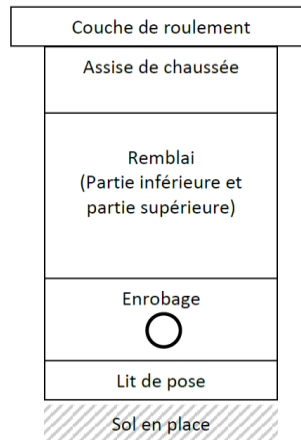 Couche de roulement
Assise de chaussée
Remblai
(Partie inférieure et
partie supérieure)
Enrobage
Lit de pose
Sol en place